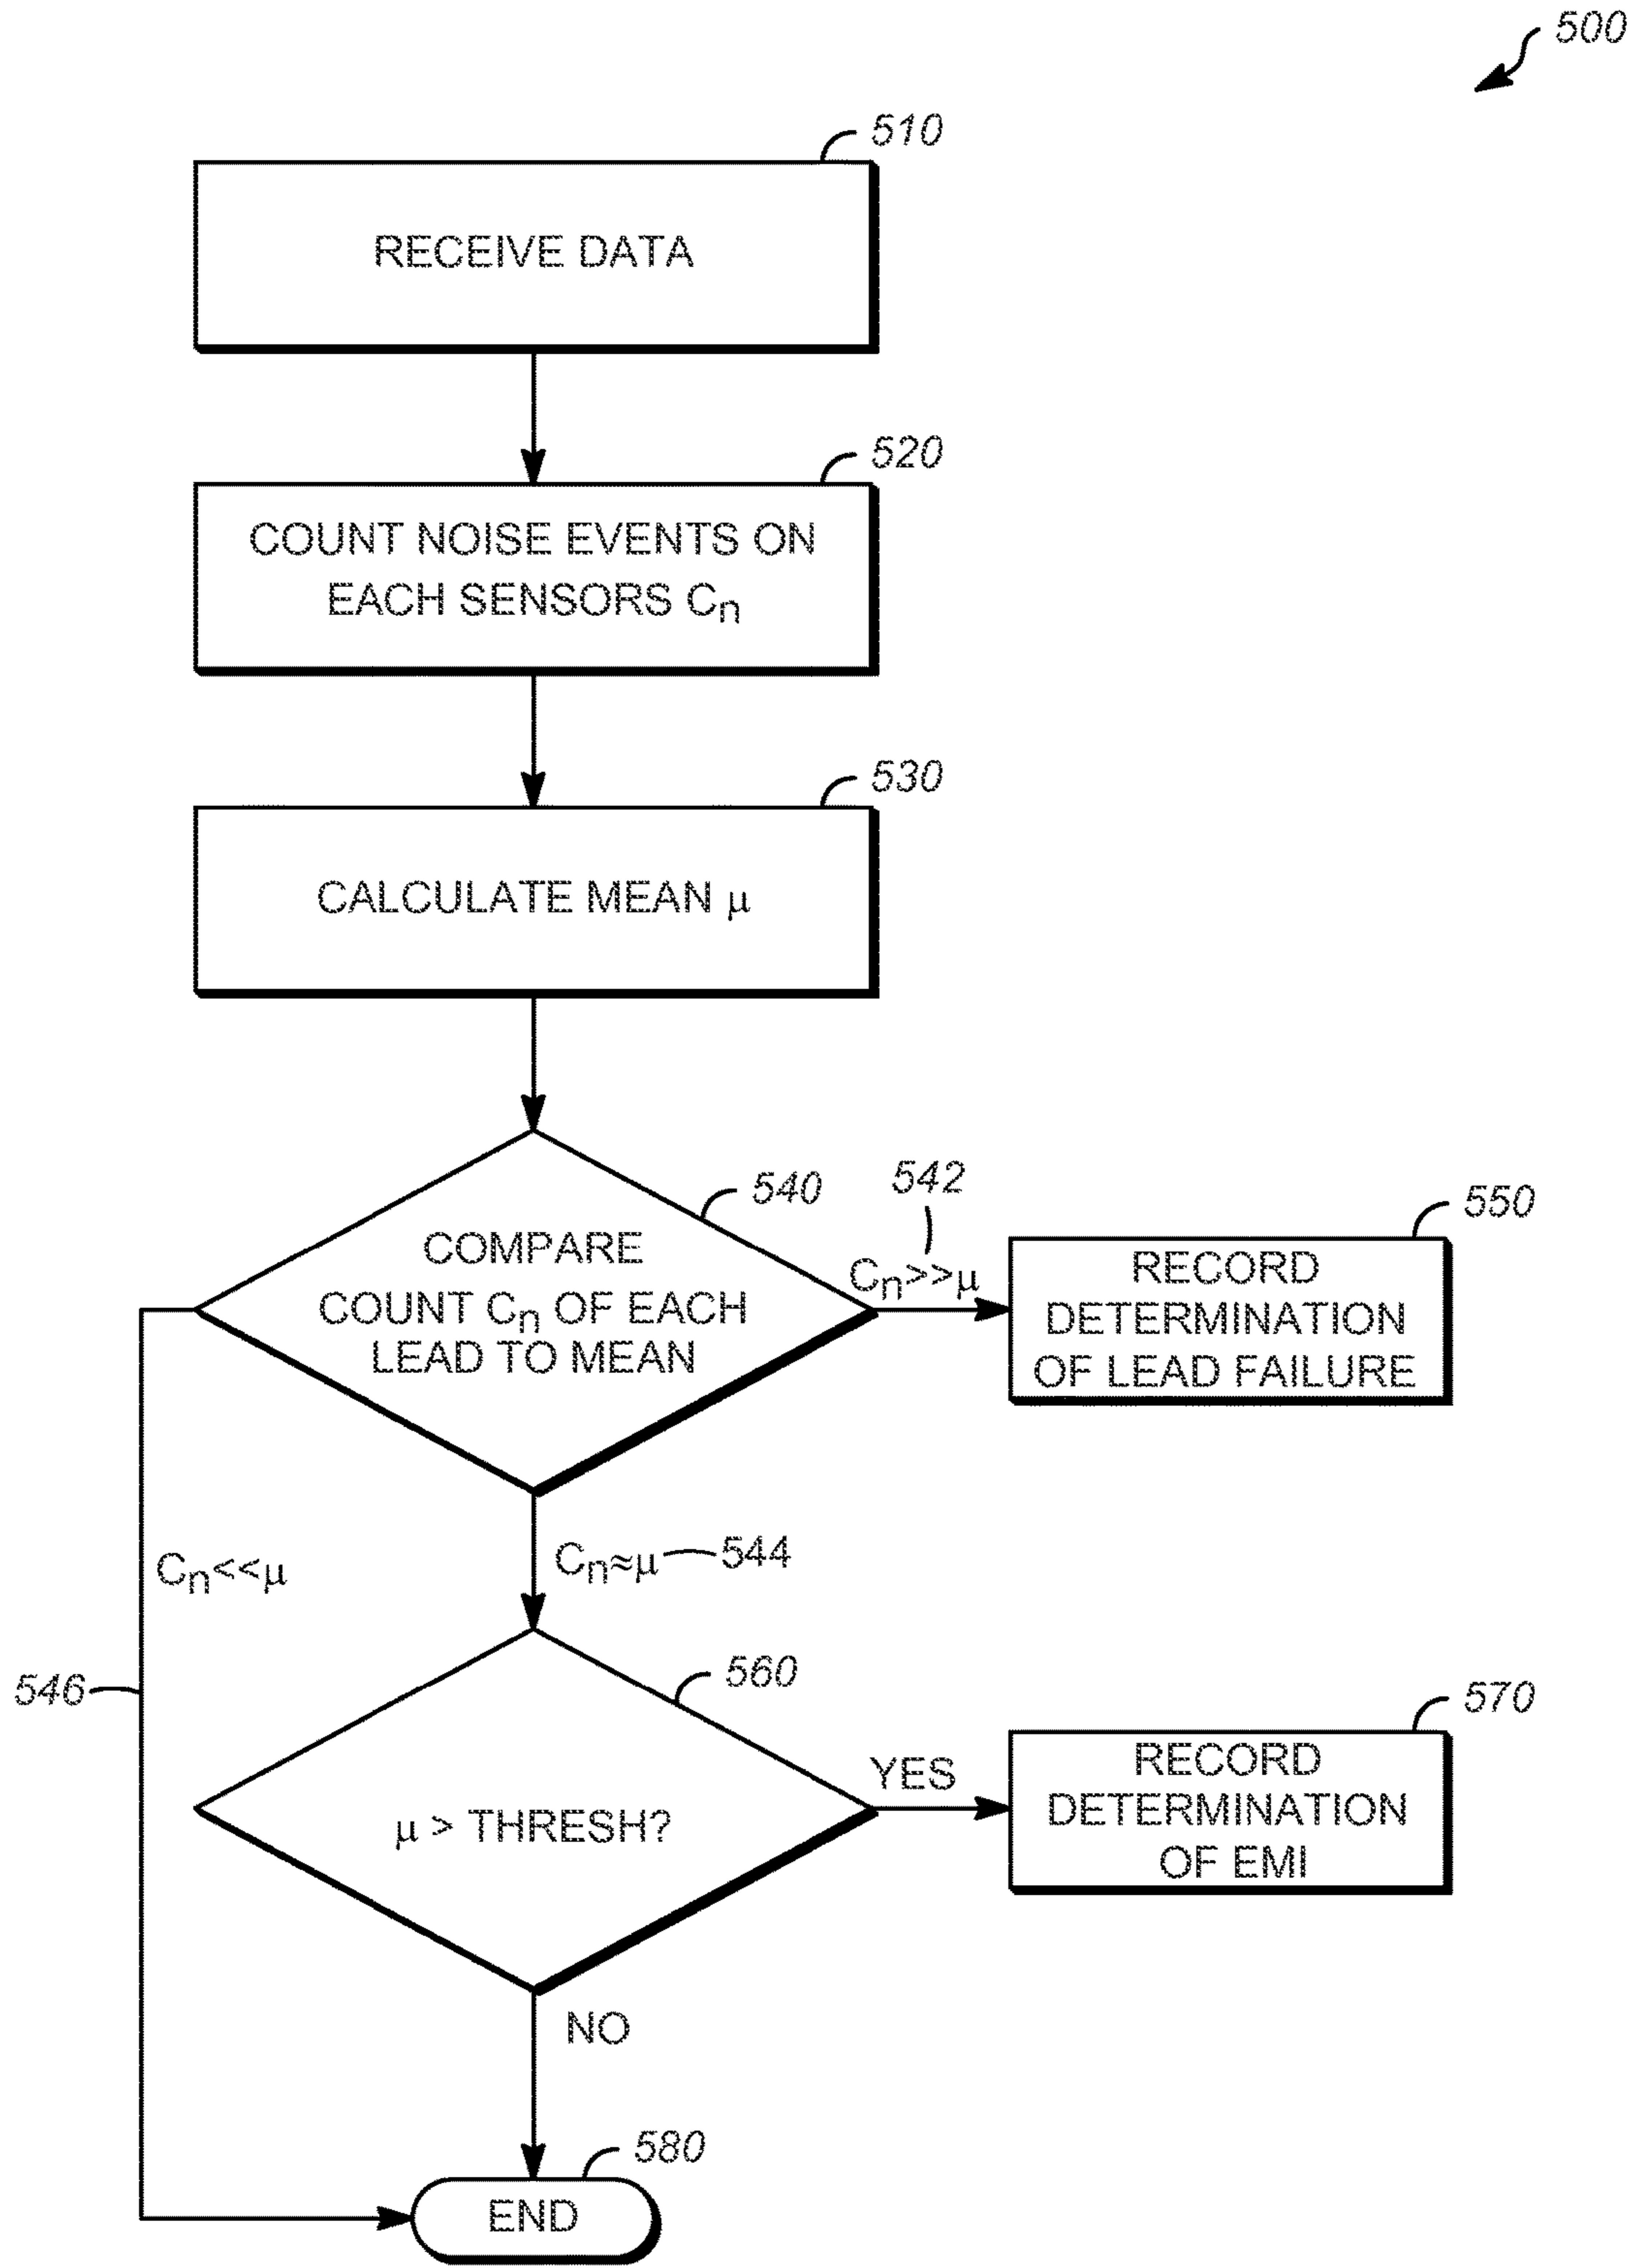 500
510
RECEIVE DATA
520
COUNT NOISE EVENTS ON
EACH SENSORS Cn
530
CALCULATE MEAN μ
540
COMPARE
COUNT Cn OF EACH
LEAD TO MEAN
542
Cn>>μ
550
RECORD
DETERMINATION
OF LEAD FAILURE
Cn<<μ
546
Cn≈μ
544
560
μ > THRESH?
YES
570
RECORD
DETERMINATION
OF EMI
NO
580
END